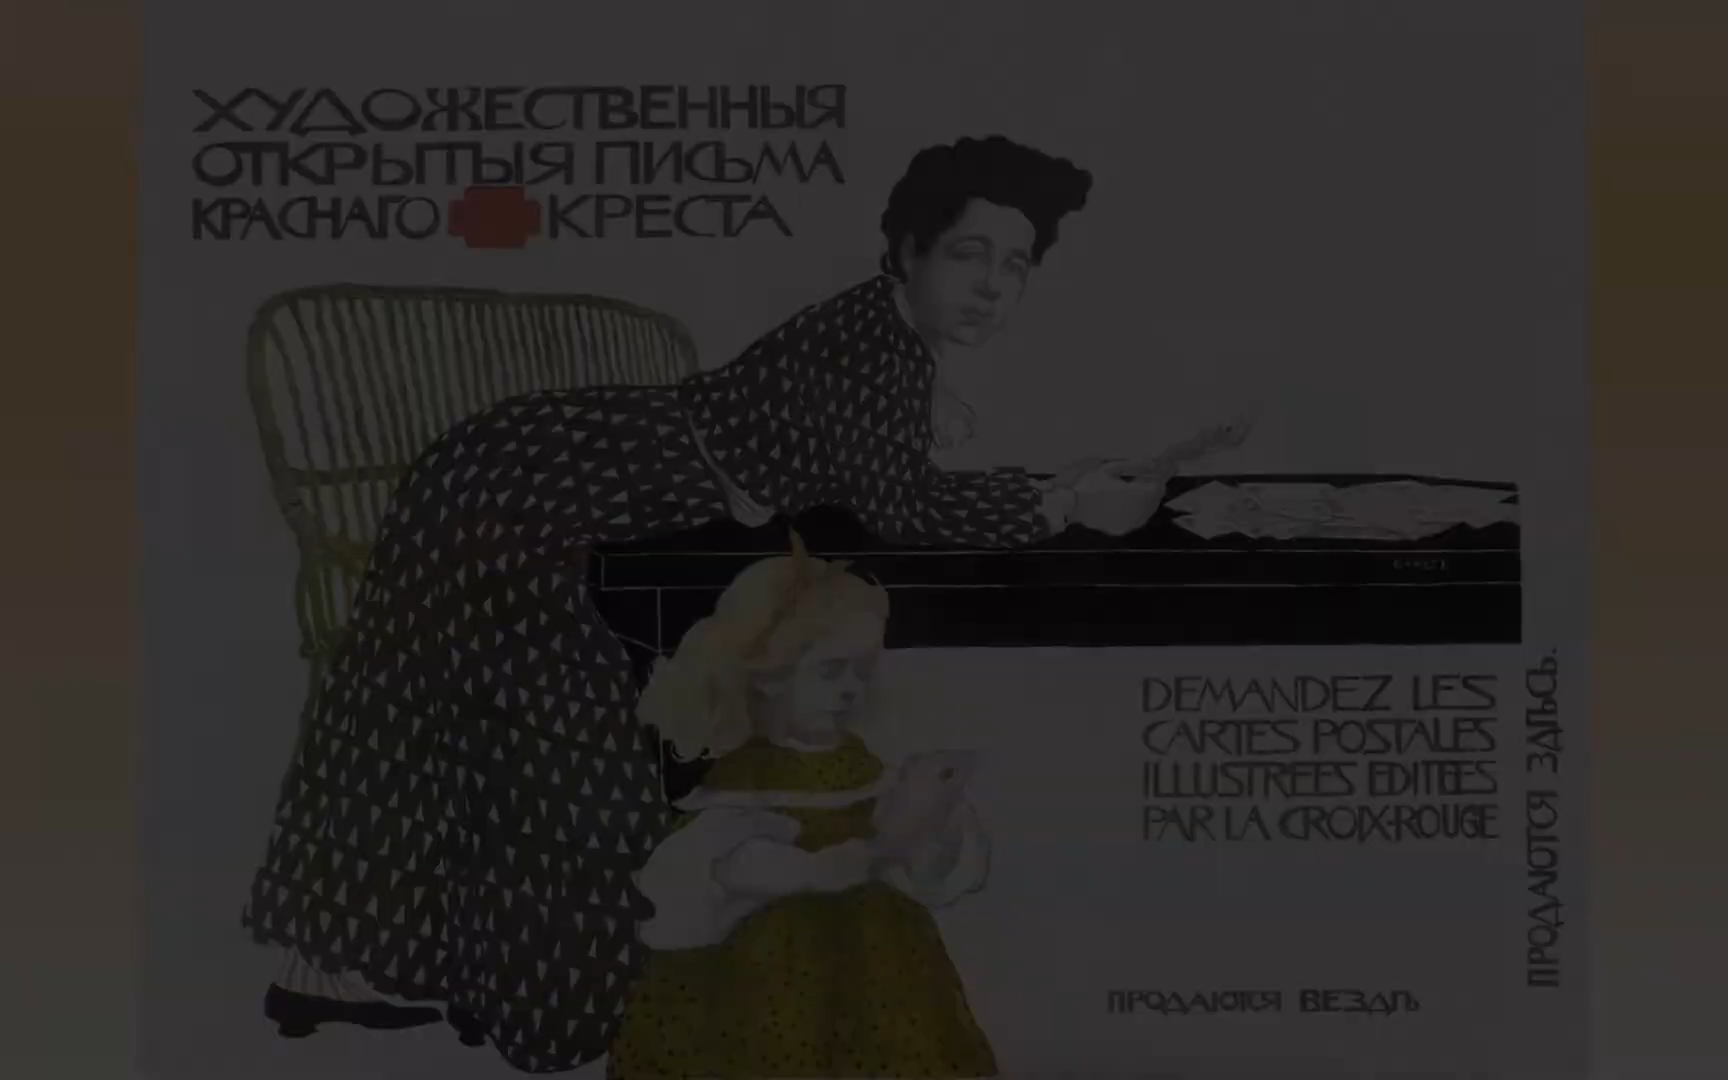 ХУДОЖЕСТВЕННЫЯ
ОТКРЫТЫЯ ПИСЬМА
КРАСНАГО КРЕСТА
DEMANDEZ LES
CARTES POSTALES
ILLUSTREES EDITEES
PAR LA CROIX-ROUGE
ПРОДАЮТСЯ ЗДѢСЬ.
ПРОДАЮТСЯ ВЕЗДѢ